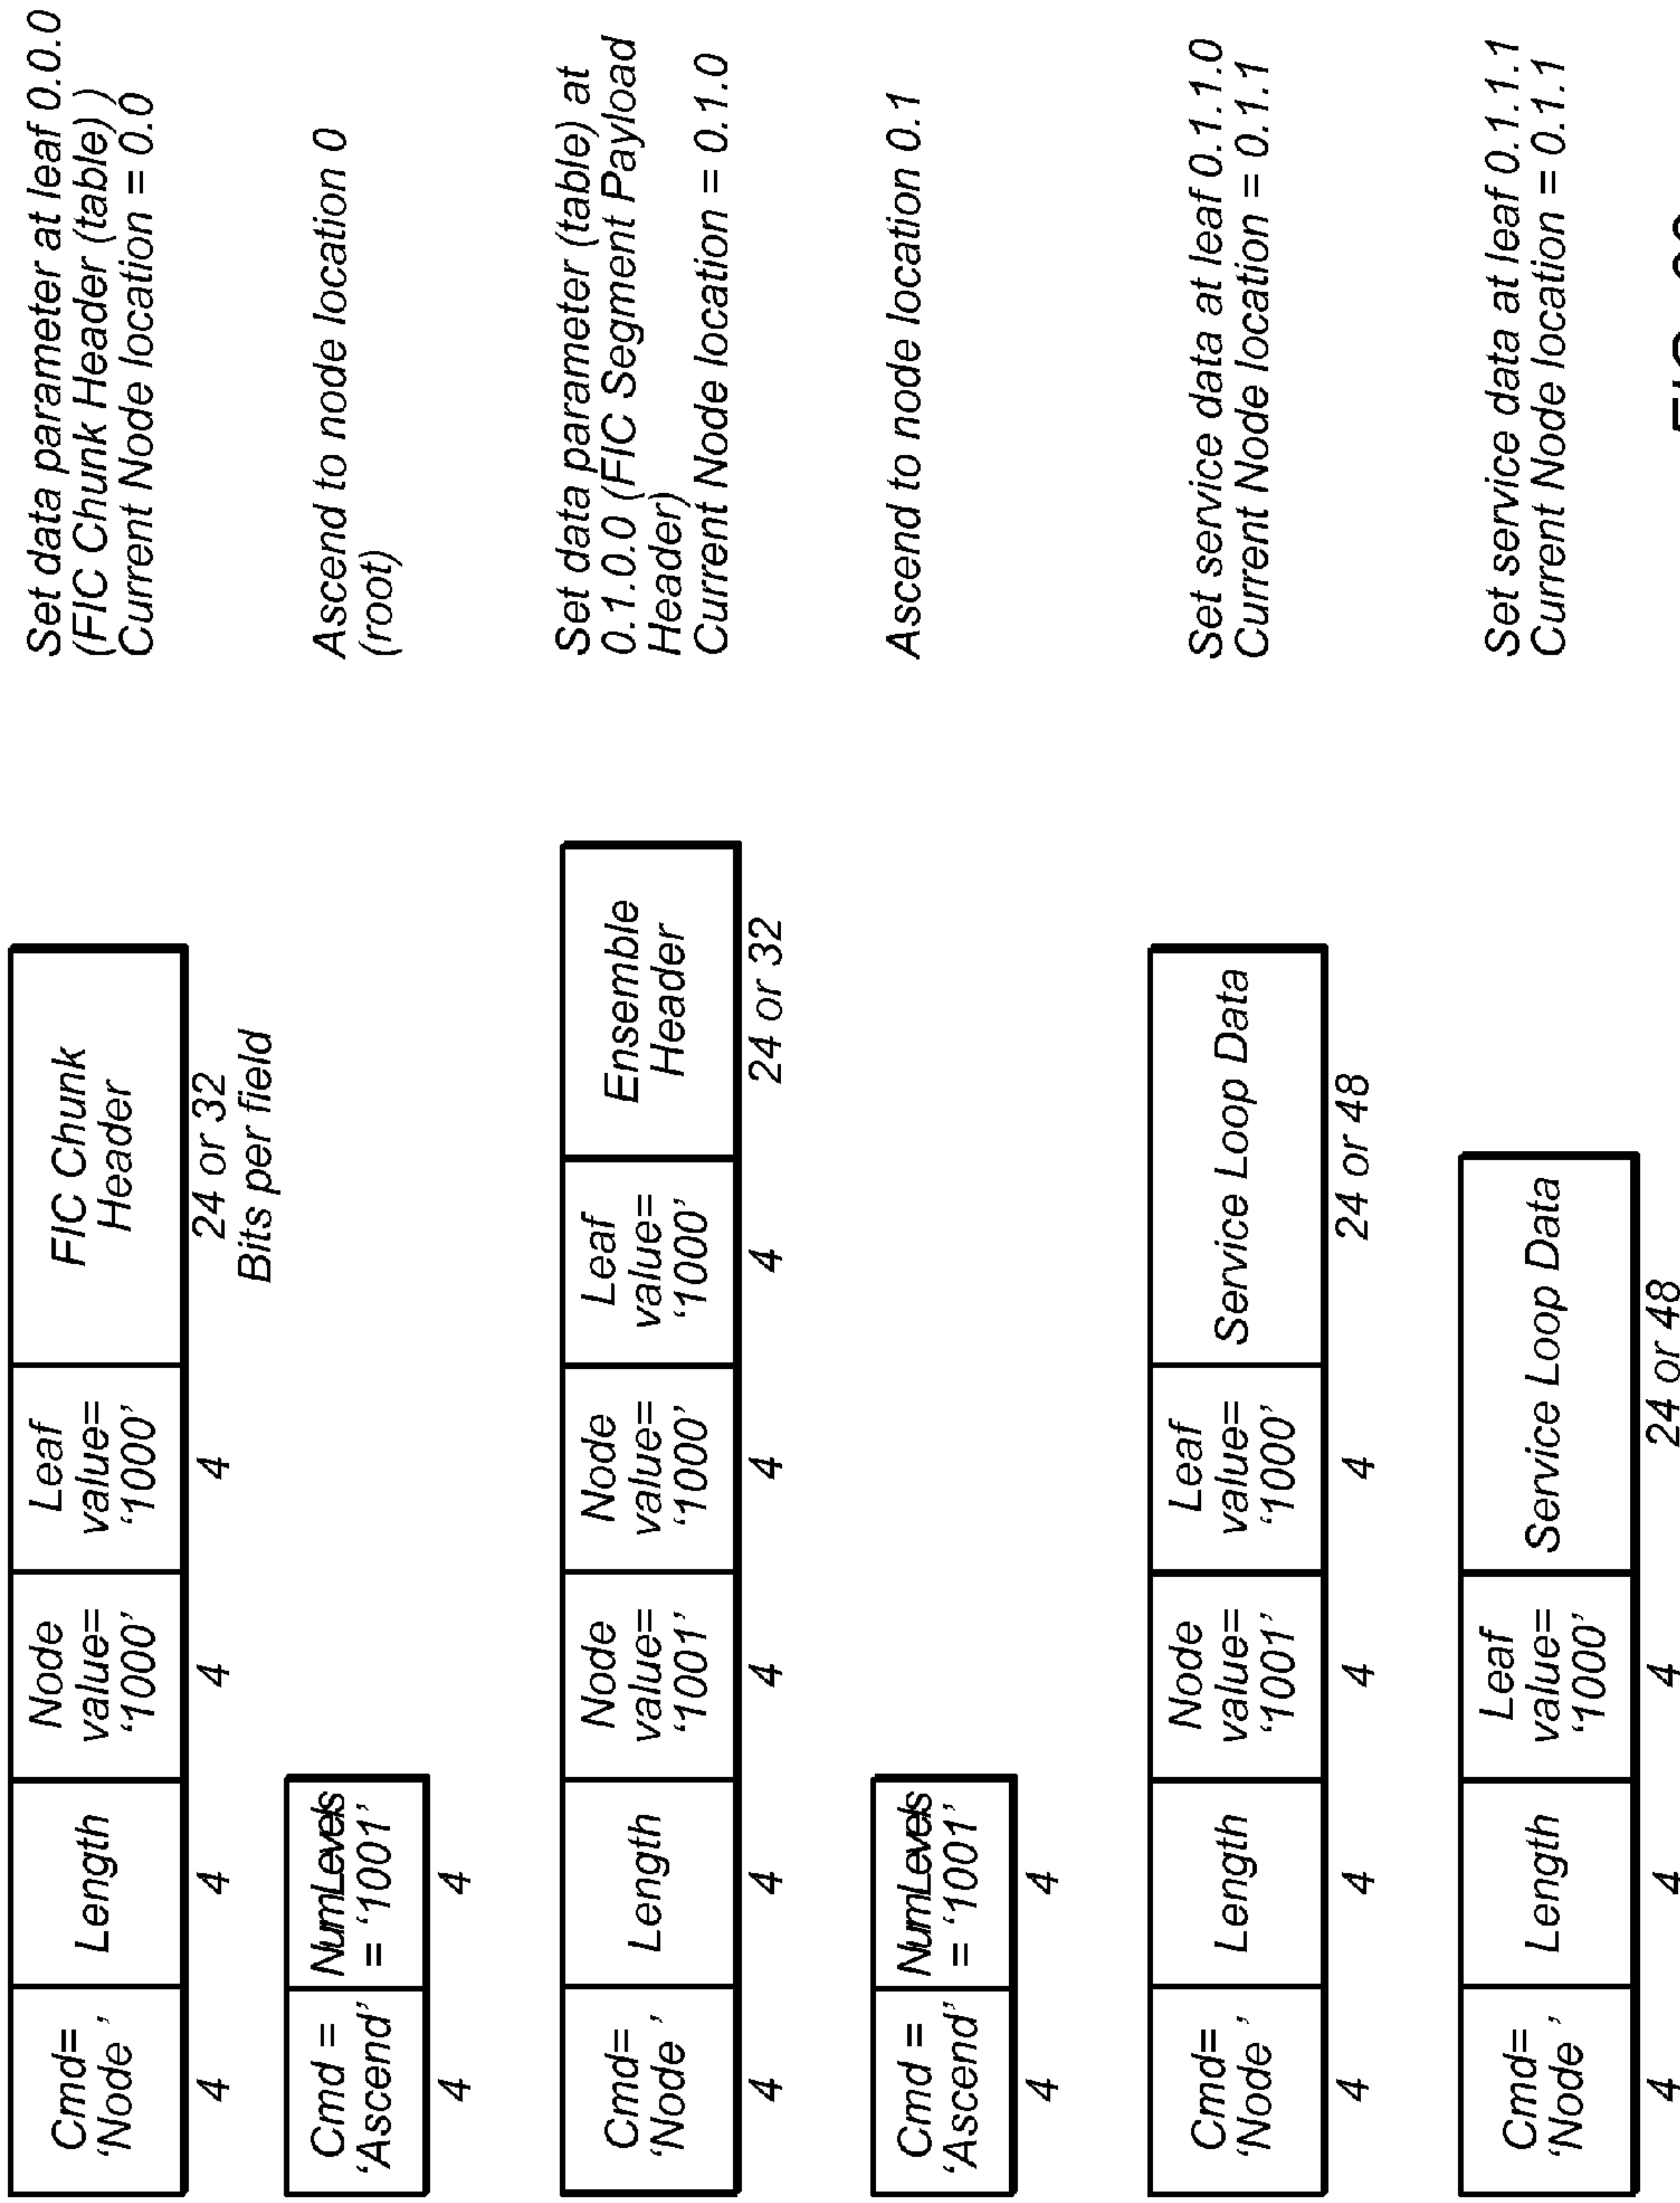 Cmd=
‘Node’
Length
Node
value=
‘1000’
Leaf
value=
‘1000’
FIC Chunk
Header
4
4
4
4
24 or 32
Bits per field
Set data parameter at leaf 0.0.0
(FIC Chunk Header (table) )
Current Node location = 0.0
Cmd =
‘Ascend’
NumLevels
= ‘1001’
4
4
Ascend to node location 0
(root)
Cmd=
‘Node’
Length
Node
value=
‘1001’
Node
value=
‘1000’
Leaf
value=
‘1000’
Ensemble
Header
4
4
4
4
4
24 or 32
Set data parameter (table) at
0.1.0.0 (FIC Segment Payload
Header)
Current Node location = 0.1.0
Cmd =
‘Ascend’
NumLevels
= ‘1001’
4
4
Ascend to node location 0.1
Cmd=
‘Node’
Length
Node
value=
‘1001’
Leaf
value=
‘1000’
Service Loop Data
4
4
4
4
24 or 48
Set service data at leaf 0.1.1.0
Current Node location = 0.1.1
Cmd=
‘Node’
Length
Leaf
value=
‘1000’
Service Loop Data
4
4
4
24 or 48
Set service data at leaf 0.1.1.1
Current Node location = 0.1.1